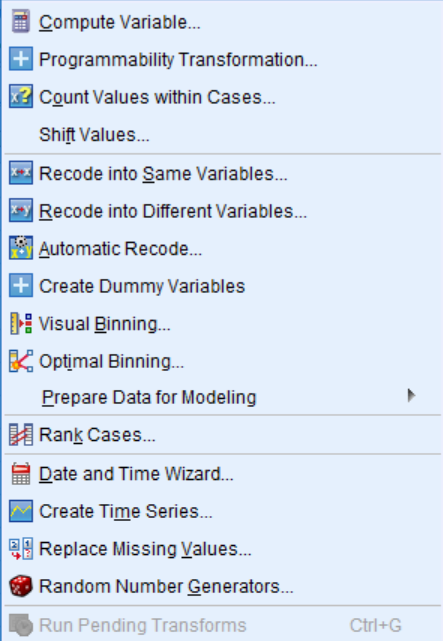 Compute Variable...
Programmability Transformation...
Count Values within Cases...
Shift Values...
Recode into Same Variables...
Recode into Different Variables...
Automatic Recode...
Create Dummy Variables
Visual Binning...
Optimal Binning...
Prepare Data for Modeling
Rank Cases...
Date and Time Wizard...
Create Time Series...
Replace Missing Values...
Random Number Generators...
Run Pending Transforms Ctrl+G